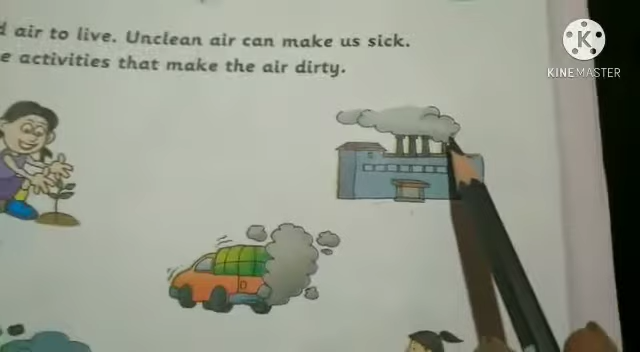 air to live. Unclean air can make us sick.
activities that make the air dirty.
K
KINEMASTER